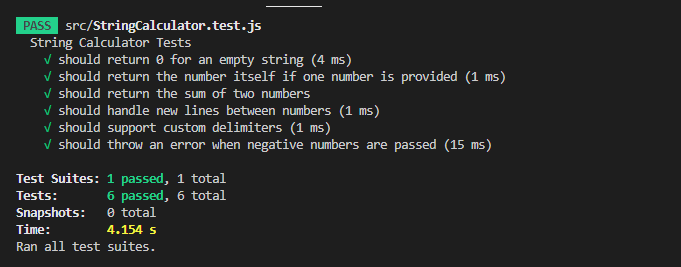 PASS src/StringCalculator.test.js
String Calculator Tests
√ should return 0 for an empty string (4 ms)
√ should return the number itself if one number is provided (1 ms)
√ should return the sum of two numbers
√ should handle new lines between numbers (1 ms)
√ should support custom delimiters (1 ms)
√ should throw an error when negative numbers are passed (15 ms)
Test Suites: 1 passed, 1 total
Tests: 6 passed, 6 total
Snapshots: 0 total
Time: 4.154 s
Ran all test suites.